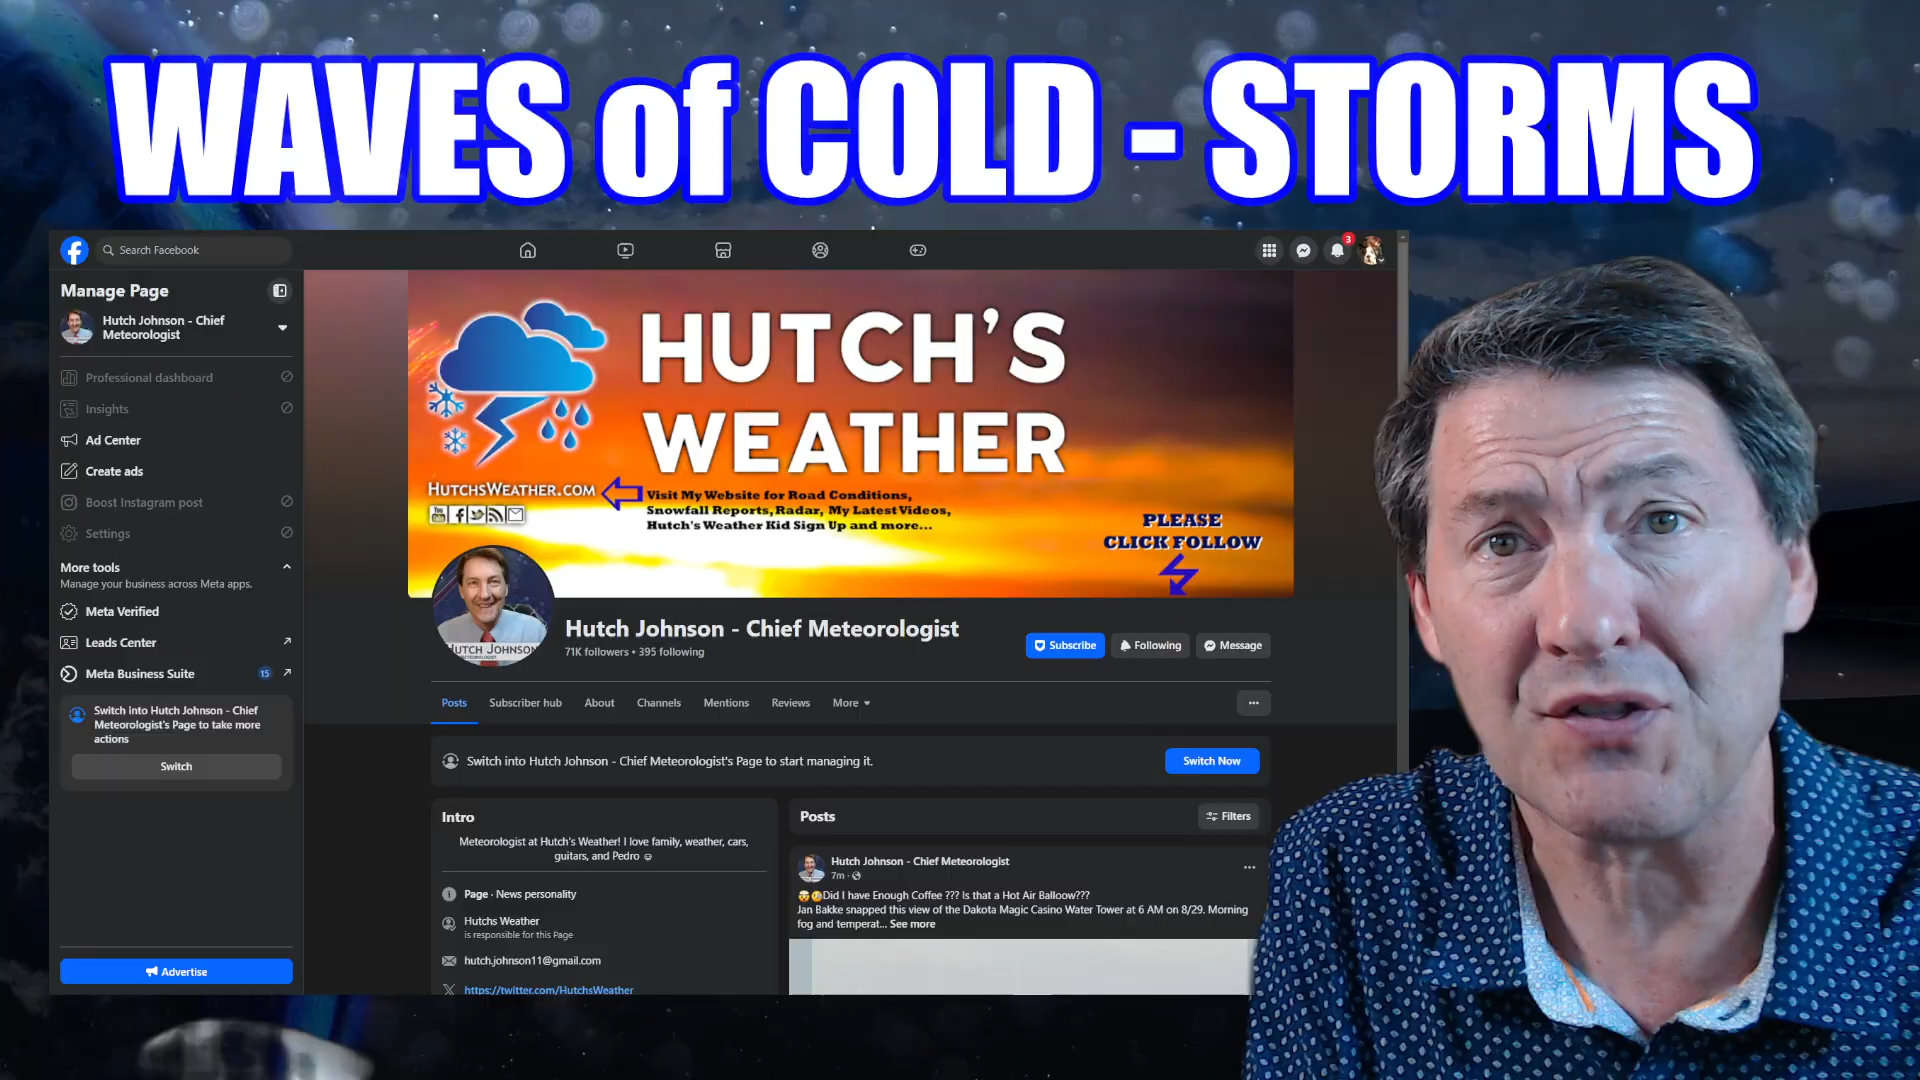 WAVES of COLD - STORMS
Search Facebook
3
Manage Page
Hutch Johnson - Chief
Meteorologist
Professional dashboard
Insights
Ad Center
Create ads
Boost Instagram post
Settings
More tools
Manage your business across Meta apps.
Meta Verified
Leads Center
Meta Business Suite
15
Switch into Hutch Johnson - Chief
Meteorologist's Page to take more
actions
Switch
Advertise
HUTCH'S
WEATHER
HUTCHSWEATHER.COM
Visit My Website for Road Conditions,
Snowfall Reports, Radar, My Latest Videos,
Hutch's Weather Kid Sign Up and more...
PLEASE
CLICK FOLLOW
HUTCH JOHNSON
Hutch Johnson - Chief Meteorologist
71K followers • 395 following
Subscribe
Following
Message
Posts
Subscriber hub
About
Channels
Mentions
Reviews
More
Switch into Hutch Johnson - Chief Meteorologist's Page to start managing it.
Switch Now
Intro
Meteorologist at Hutch's Weather! I love family, weather, cars,
guitars, and Pedro ☺
Page · News personality
Hutchs Weather
is responsible for this Page
hutch.johnson11@gmail.com
https://twitter.com/HutchsWeather
Posts
Filters
Hutch Johnson - Chief Meteorologist
7m ·
🤯🧐Did I have Enough Coffee ??? Is that a Hot Air Balloow???
Jan Bakke snapped this view of the Dakota Magic Casino Water Tower at 6 AM on 8/29. Morning
fog and temperat... See more